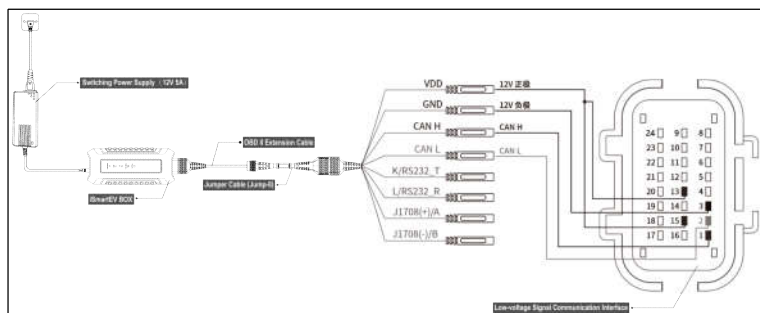 Switching Power Supply （12V 5A）
OBD II Extension Cable
Jumper Cable (Jump-II)
iSmartEV BOX
VDD 12V 正极
GND 12V 负极
CAN H CAN H
CAN L CAN L
K/RS232_T
L/RS232_R
J1708(+)/A
J1708(-)/B
24 9 8
23 10 7
22 11 6
21 12 5
20 13 4
19 14 3
18 15 2
17 16 1
Low-voltage Signal Communication Interface